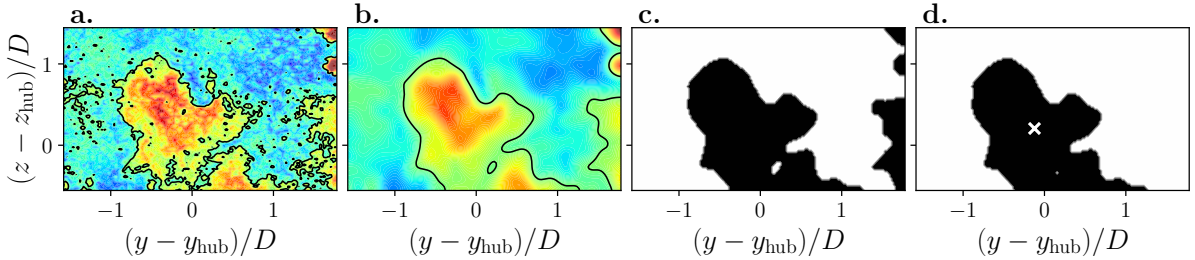 a. b. c. d.
(z − z_hub)/D
1
0
−1 0 1 −1 0 1 −1 0 1 −1 0 1
(y − y_hub)/D (y − y_hub)/D (y − y_hub)/D (y − y_hub)/D